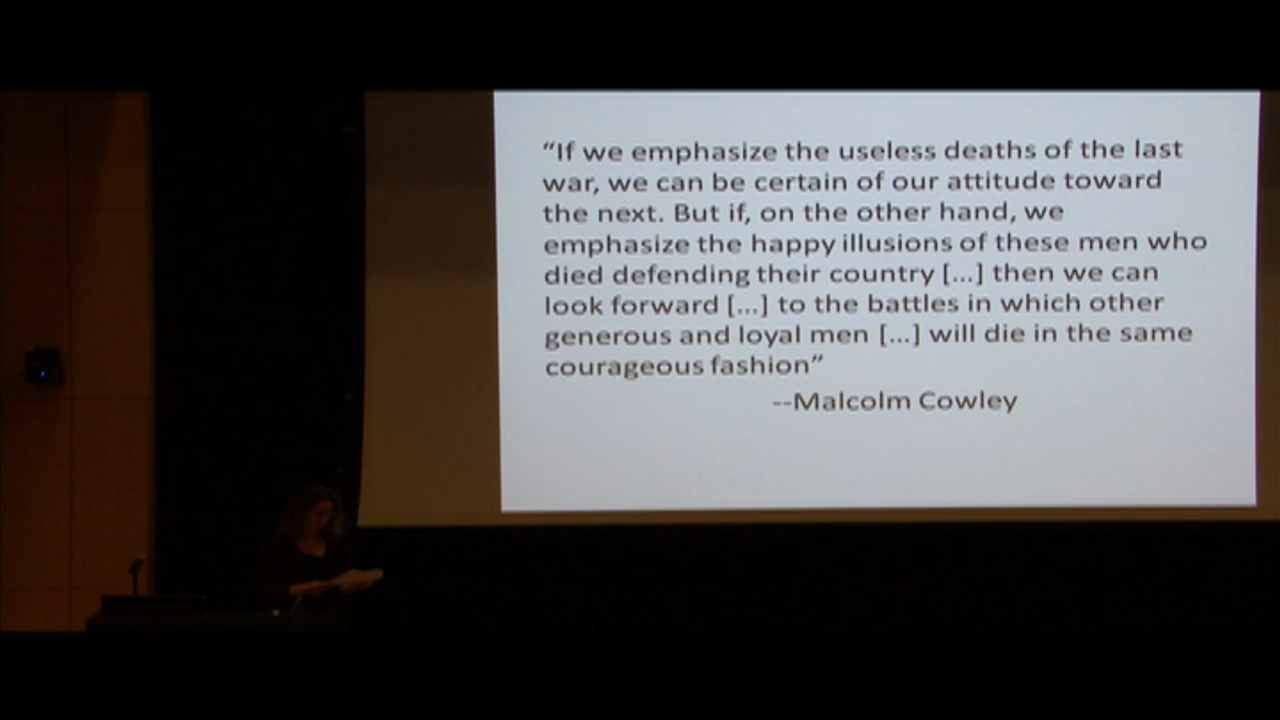 “If we emphasize the useless deaths of the last
war, we can be certain of our attitude toward
the next. But if, on the other hand, we
emphasize the happy illusions of these men who
died defending their country [...] then we can
look forward [...] to the battles in which other
generous and loyal men [...] will die in the same
courageous fashion”
--Malcolm Cowley